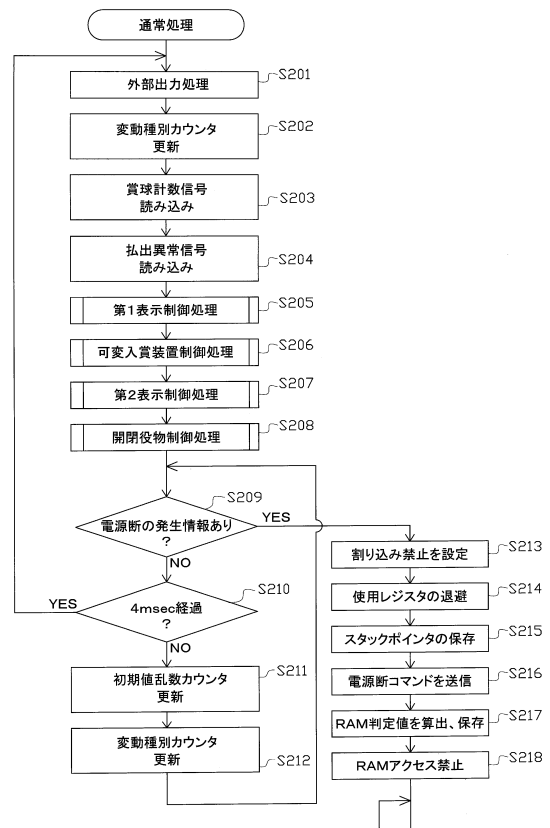 通常処理
外部出力処理
S201
変動種別カウンタ
更新
S202
賞球計数信号
読み込み
S203
払出異常信号
読み込み
S204
第1表示制御処理
S205
可変入賞装置制御処理
S206
第2表示制御処理
S207
開閉役物制御処理
S208
電源断の発生情報あり
?
S209
YES
NO
4msec経過
?
S210
YES
NO
初期値乱数カウンタ
更新
S211
変動種別カウンタ
更新
S212
割り込み禁止を設定
S213
使用レジスタの退避
S214
スタックポインタの保存
S215
電源断コマンドを送信
S216
RAM判定値を算出、保存
S217
RAMアクセス禁止
S218